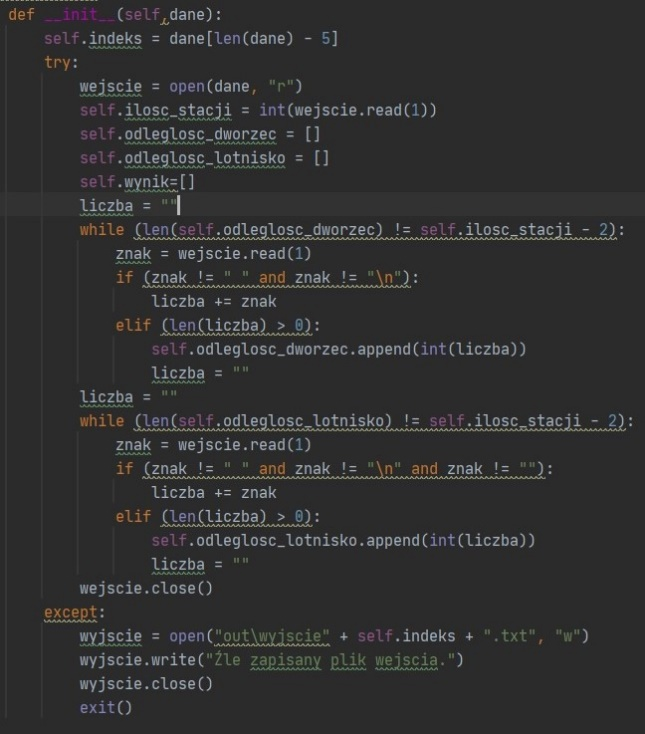 def __init__(self,dane):
    self.indeks = dane[len(dane) - 5]
    try:
        wejscie = open(dane, "r")
        self.ilosc_stacji = int(wejscie.read(1))
        self.odleglosc_dworzec = []
        self.odleglosc_lotnisko = []
        self.wynik=[]
        liczba = ""
        while (len(self.odleglosc_dworzec) != self.ilosc_stacji - 2):
            znak = wejscie.read(1)
            if (znak != " " and znak != "\n"):
                liczba += znak
            elif (len(liczba) > 0):
                self.odleglosc_dworzec.append(int(liczba))
                liczba = ""
        liczba = ""
        while (len(self.odleglosc_lotnisko) != self.ilosc_stacji - 2):
            znak = wejscie.read(1)
            if (znak != " " and znak != "\n" and znak != ""):
                liczba += znak
            elif (len(liczba) > 0):
                self.odleglosc_lotnisko.append(int(liczba))
                liczba = ""
        wejscie.close()
    except:
        wyjscie = open("out\wyjscie" + self.indeks + ".txt", "w")
        wyjscie.write("Źle zapisany plik wejscia.")
        wyjscie.close()
        exit()